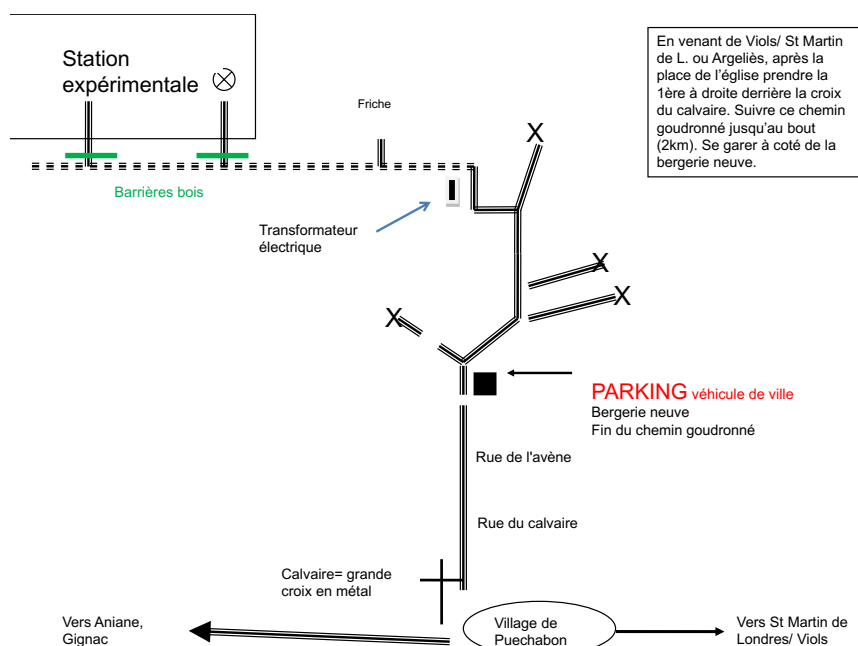 Station
expérimentale
En venant de Viols/ St Martin
de L. ou Argeliès, après la
place de l'église prendre la
1ère à droite derrière la croix
du calvaire. Suivre ce chemin
goudronné jusqu'au bout
(2km). Se garer à coté de la
bergerie neuve.
Friche
X
Barrières bois
Transformateur
électrique
X
X
X
PARKING véhicule de ville
Bergerie neuve
Fin du chemin goudronné
Rue de l'avène
Rue du calvaire
Calvaire= grande
croix en métal
Vers Aniane,
Gignac
Village de
Puechabon
Vers St Martin de
Londres/ Viols